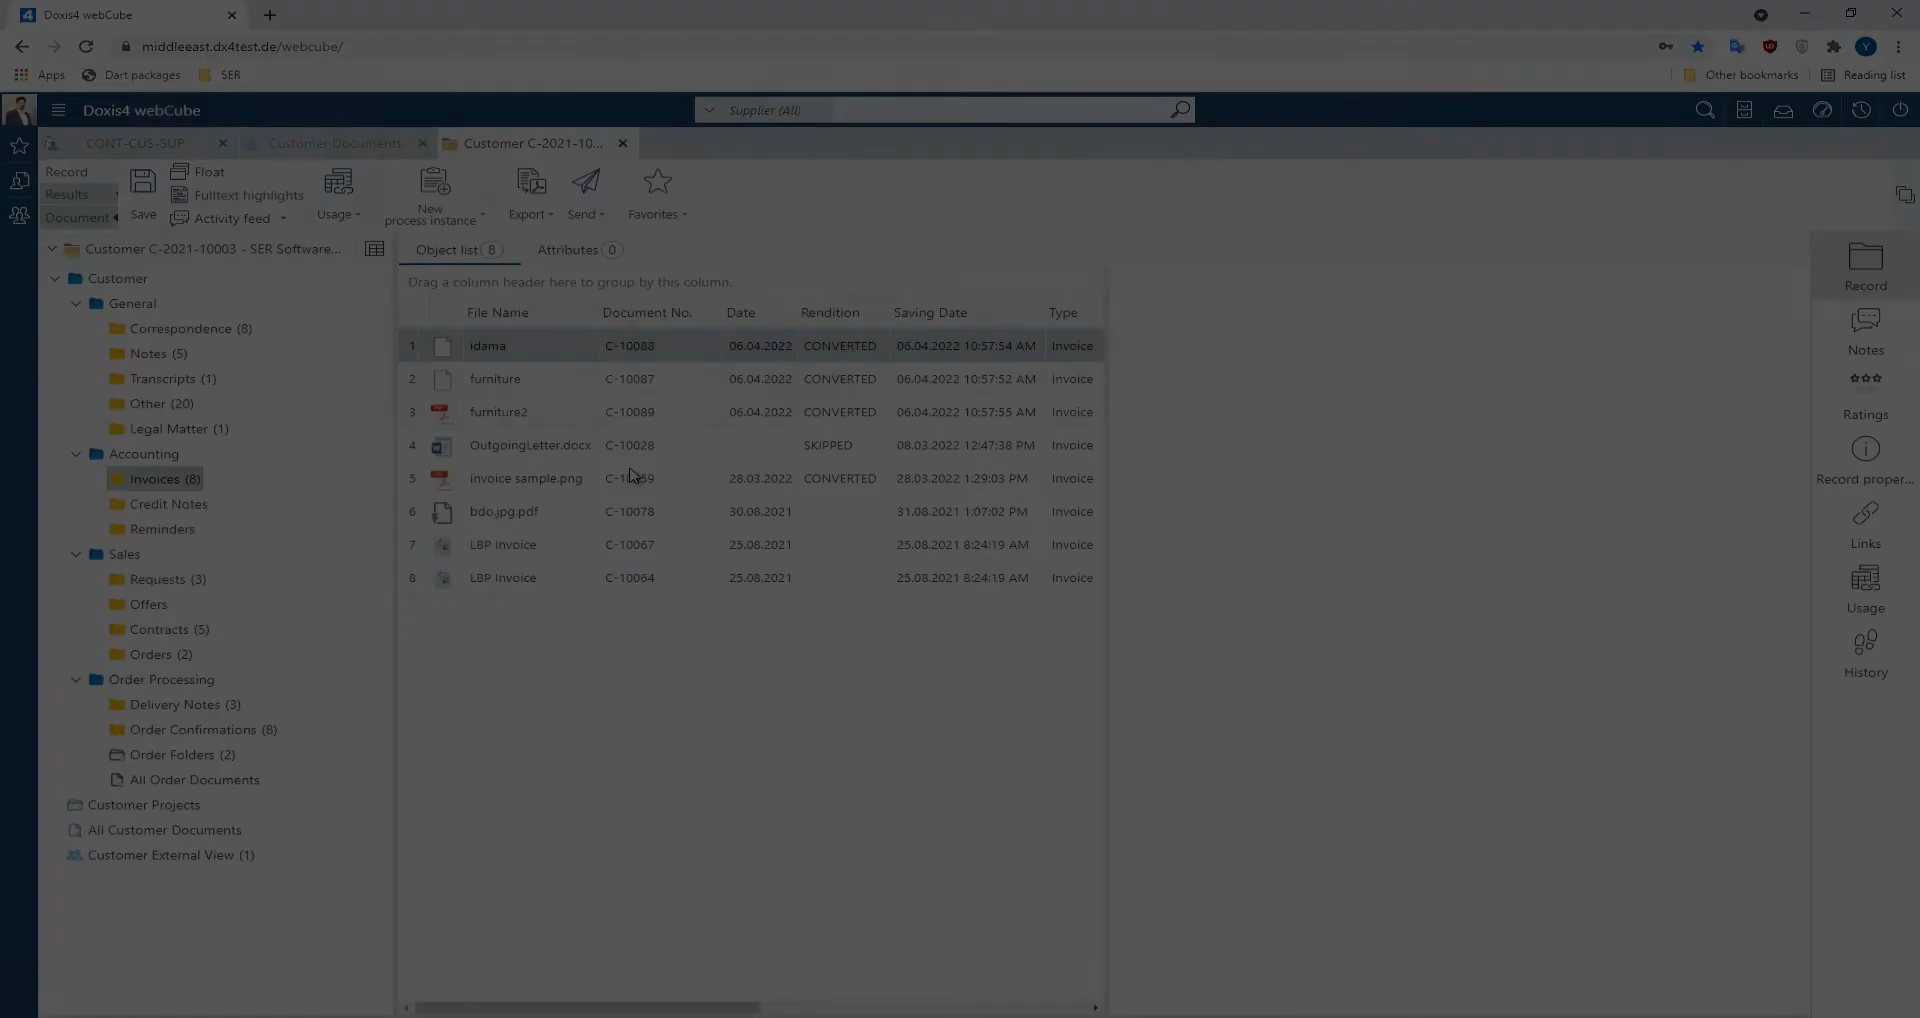 Doxis4 webCube
middleeast.dx4test.de/webcube/
Apps
Dart packages
SER
Other bookmarks
Reading list
Doxis4 webCube
Supplier (All)
CONT-CUS-SUP
Customer Documents
Customer C-2021-10...
Record
Results
Document
Save
Float
Fulltext highlights
Activity feed
Usage
New
process instance
Export
Send
Favorites
Customer C-2021-10003 - SER Software...
Customer
General
Correspondence (8)
Notes (5)
Transcripts (1)
Other (20)
Legal Matter (1)
Accounting
Invoices (8)
Credit Notes
Reminders
Sales
Requests (3)
Offers
Contracts (5)
Orders (2)
Order Processing
Delivery Notes (3)
Order Confirmations (8)
Order Folders (2)
All Order Documents
Customer Projects
All Customer Documents
Customer External View (1)
Object list 8 Attributes 0
Drag a column header here to group by this column.
File Name Document No. Date Rendition Saving Date Type
1 idama C-10088 06.04.2022 CONVERTED 06.04.2022 10:57:54 AM Invoice
2 furniture C-10087 06.04.2022 CONVERTED 06.04.2022 10:57:52 AM Invoice
3 furniture2 C-10089 06.04.2022 CONVERTED 06.04.2022 10:57:55 AM Invoice
4 OutgoingLetter.docx C-10028 SKIPPED 08.03.2022 12:47:38 PM Invoice
5 invoice sample.png 28.03.2022 CONVERTED 28.03.2022 1:29:03 PM Invoice
6 bdo.jpg.pdf C-10078 30.08.2021 31.08.2021 1:07:02 PM Invoice
7 LBP Invoice C-10067 25.08.2021 25.08.2021 8:24:19 AM Invoice
8 LBP Invoice C-10064 25.08.2021 25.08.2021 8:24:19 AM Invoice
Record
Notes
Ratings
Record proper...
Links
Usage
History